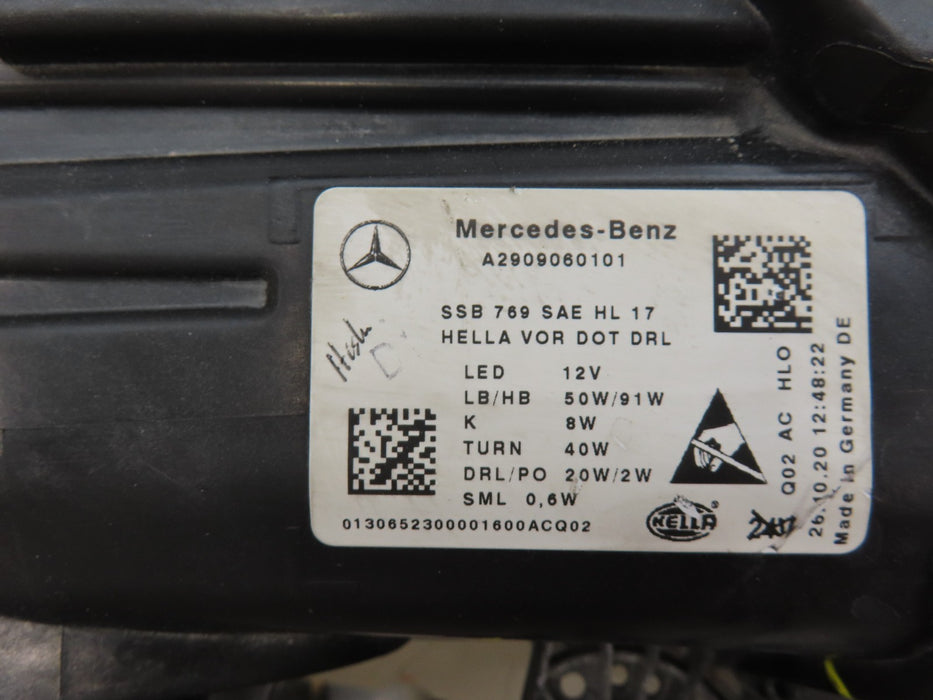 Mercedes-Benz
A2909060101
SSB 769 SAE HL 17
HELLA VOR DOT DRL
LED 12V
LB/HB 50W/91W
K 8W
TURN 40W
DRL/PO 20W/2W
SML 0,6W
0130652300001600ACQ02
HELLA
Q02 AC HLO
26.10.20 12:48:22
Made in Germany DE
D